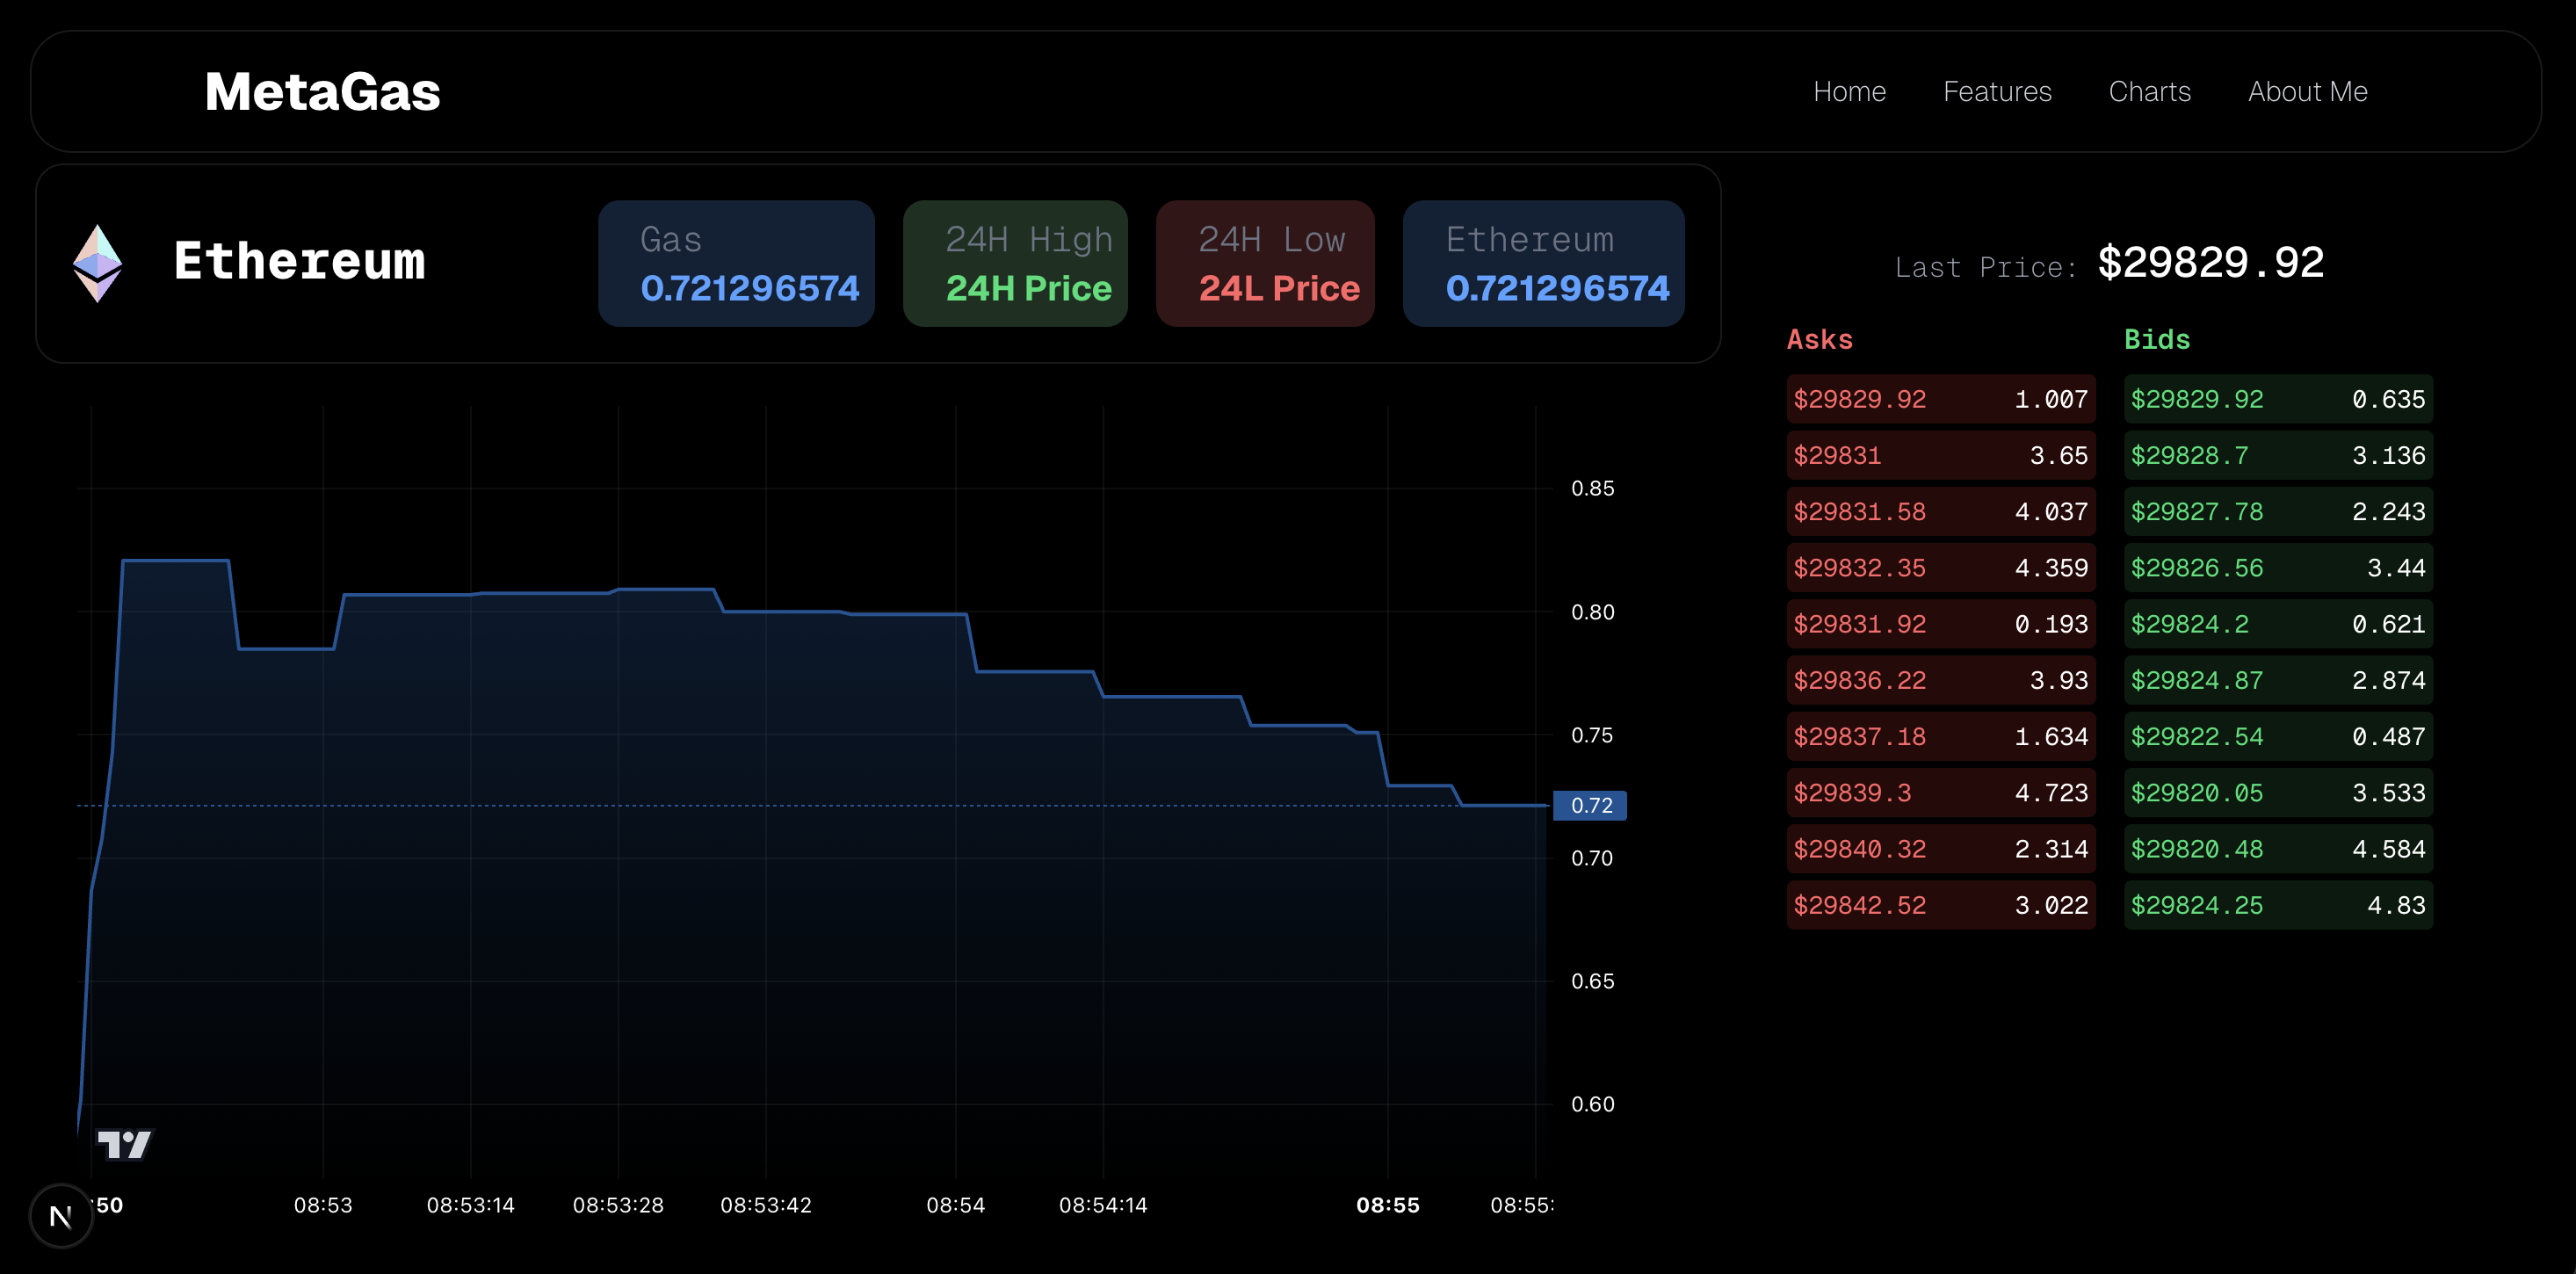 MetaGas
Home Features Charts About Me
Ethereum
Gas
0.721296574
24H High
24H Price
24H Low
24L Price
Ethereum
0.721296574
0.85
0.80
0.75
0.72
0.70
0.65
0.60
:50 08:53 08:53:14 08:53:28 08:53:42 08:54 08:54:14 08:55 08:55:
N
Last Price: $29829.92
Asks Bids
$29829.92 1.007 $29829.92 0.635
$29831 3.65 $29828.7 3.136
$29831.58 4.037 $29827.78 2.243
$29832.35 4.359 $29826.56 3.44
$29831.92 0.193 $29824.2 0.621
$29836.22 3.93 $29824.87 2.874
$29837.18 1.634 $29822.54 0.487
$29839.3 4.723 $29820.05 3.533
$29840.32 2.314 $29820.48 4.584
$29842.52 3.022 $29824.25 4.83